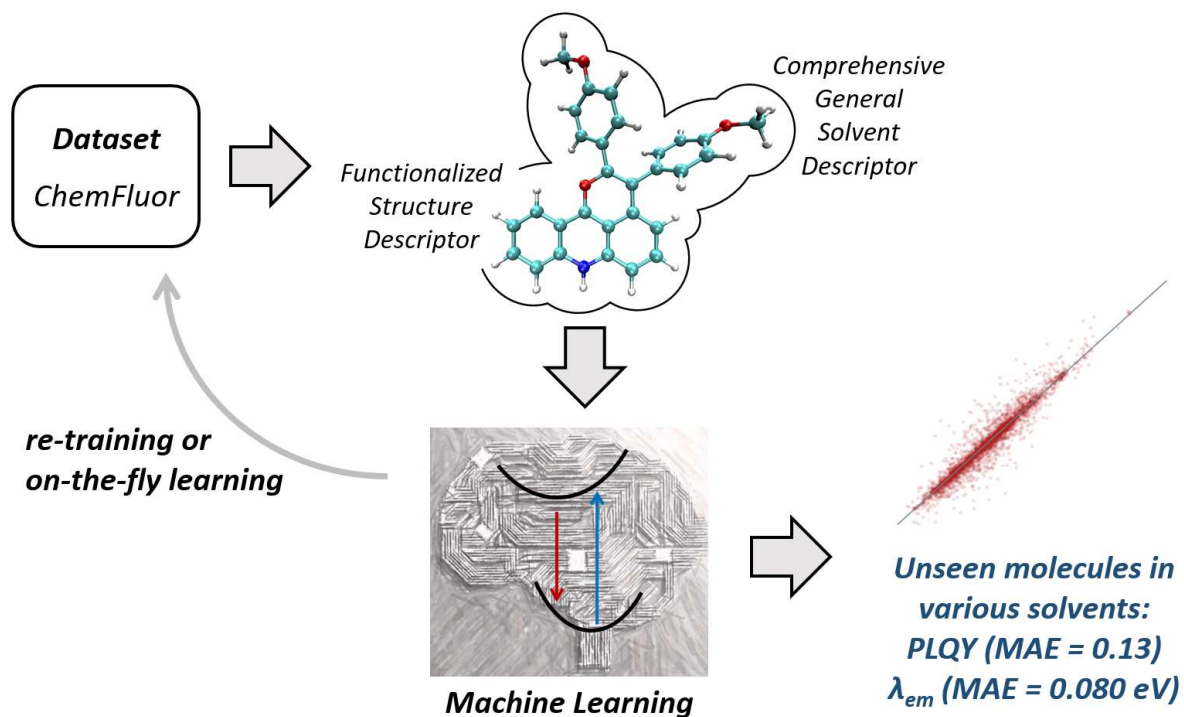 Dataset
ChemFluor
Functionalized
Structure
Descriptor
Comprehensive
General
Solvent
Descriptor
re-training or
on-the-fly learning
Machine Learning
Unseen molecules in
various solvents:
PLQY (MAE = 0.13)
λem (MAE = 0.080 eV)